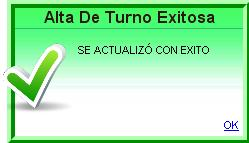 Alta De Turno Exitosa
SE ACTUALIZÓ CON EXITO
OK